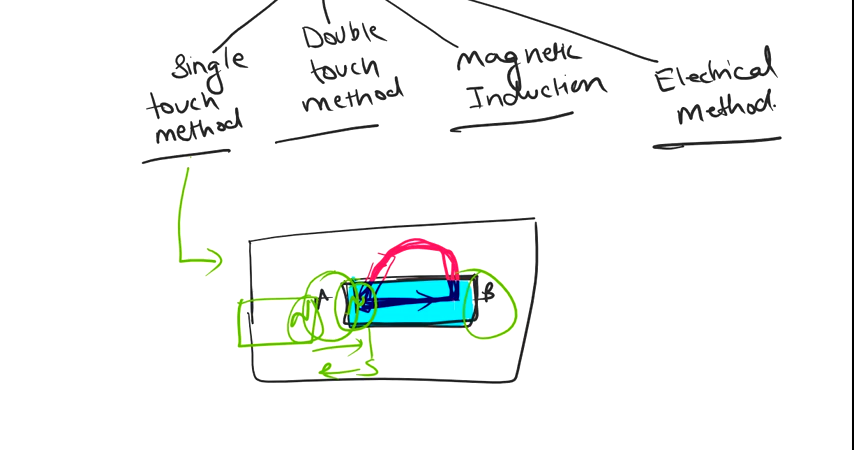 Single
touch
method
Double
touch
method
Magnetic
Induction
Electrical
Method.
A
B
S